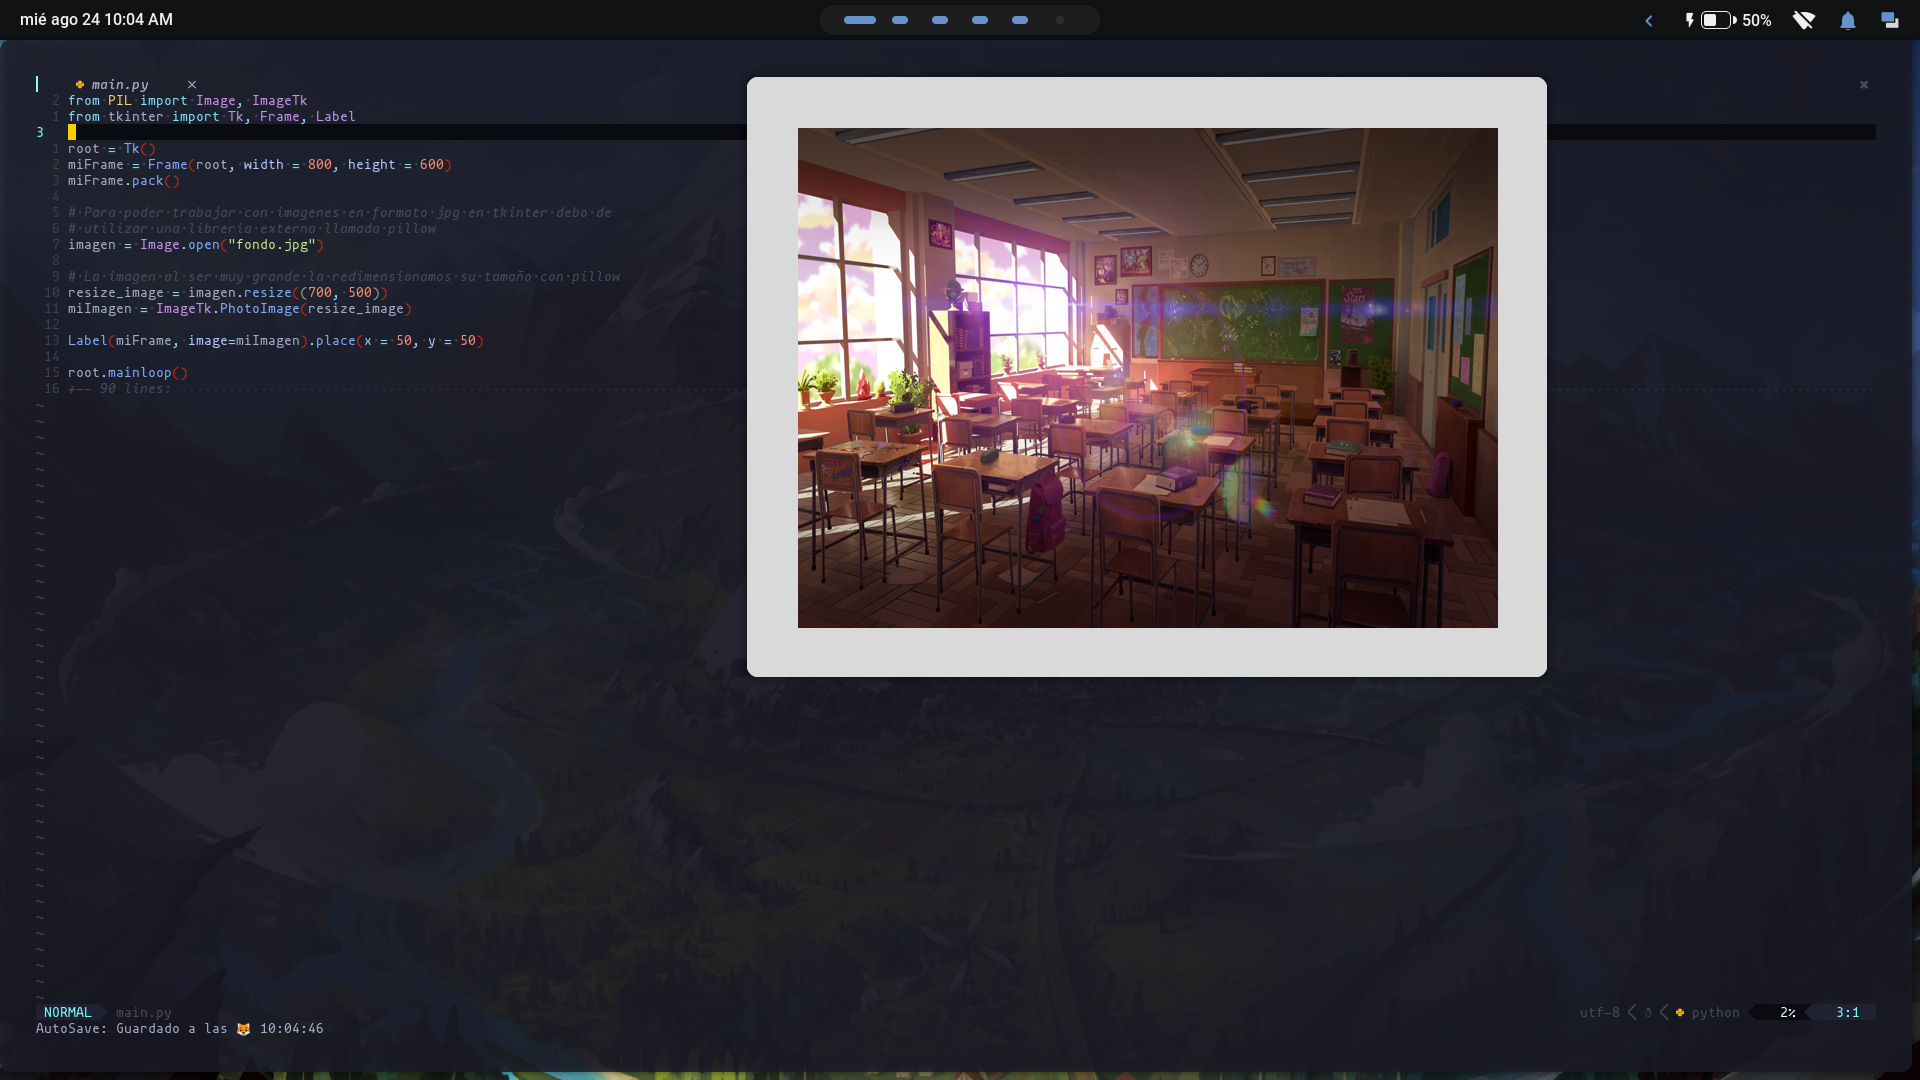 mié ago 24 10:04 AM
50%
main.py ×
2 from PIL import Image, ImageTk
1 from tkinter import Tk, Frame, Label
3
1 root = Tk()
2 miFrame = Frame(root, width = 800, height = 600)
3 miFrame.pack()
4
5 # Para poder trabajar con imagenes en formato jpg en tkinter debo de
6 # utilizar una libreria externa llamada pillow
7 imagen = Image.open("fondo.jpg")
8
9 # La imagen al ser muy grande la redimensionamos su tamaño con pillow
10 resize_image = imagen.resize((700, 500))
11 miImagen = ImageTk.PhotoImage(resize_image)
12
13 Label(miFrame, image=miImagen).place(x = 50, y = 50)
14
15 root.mainloop()
16 +-- 90 lines:
Stars
NORMAL main.py
utf-8 python 2% 3:1
AutoSave: Guardado a las 🦊 10:04:46